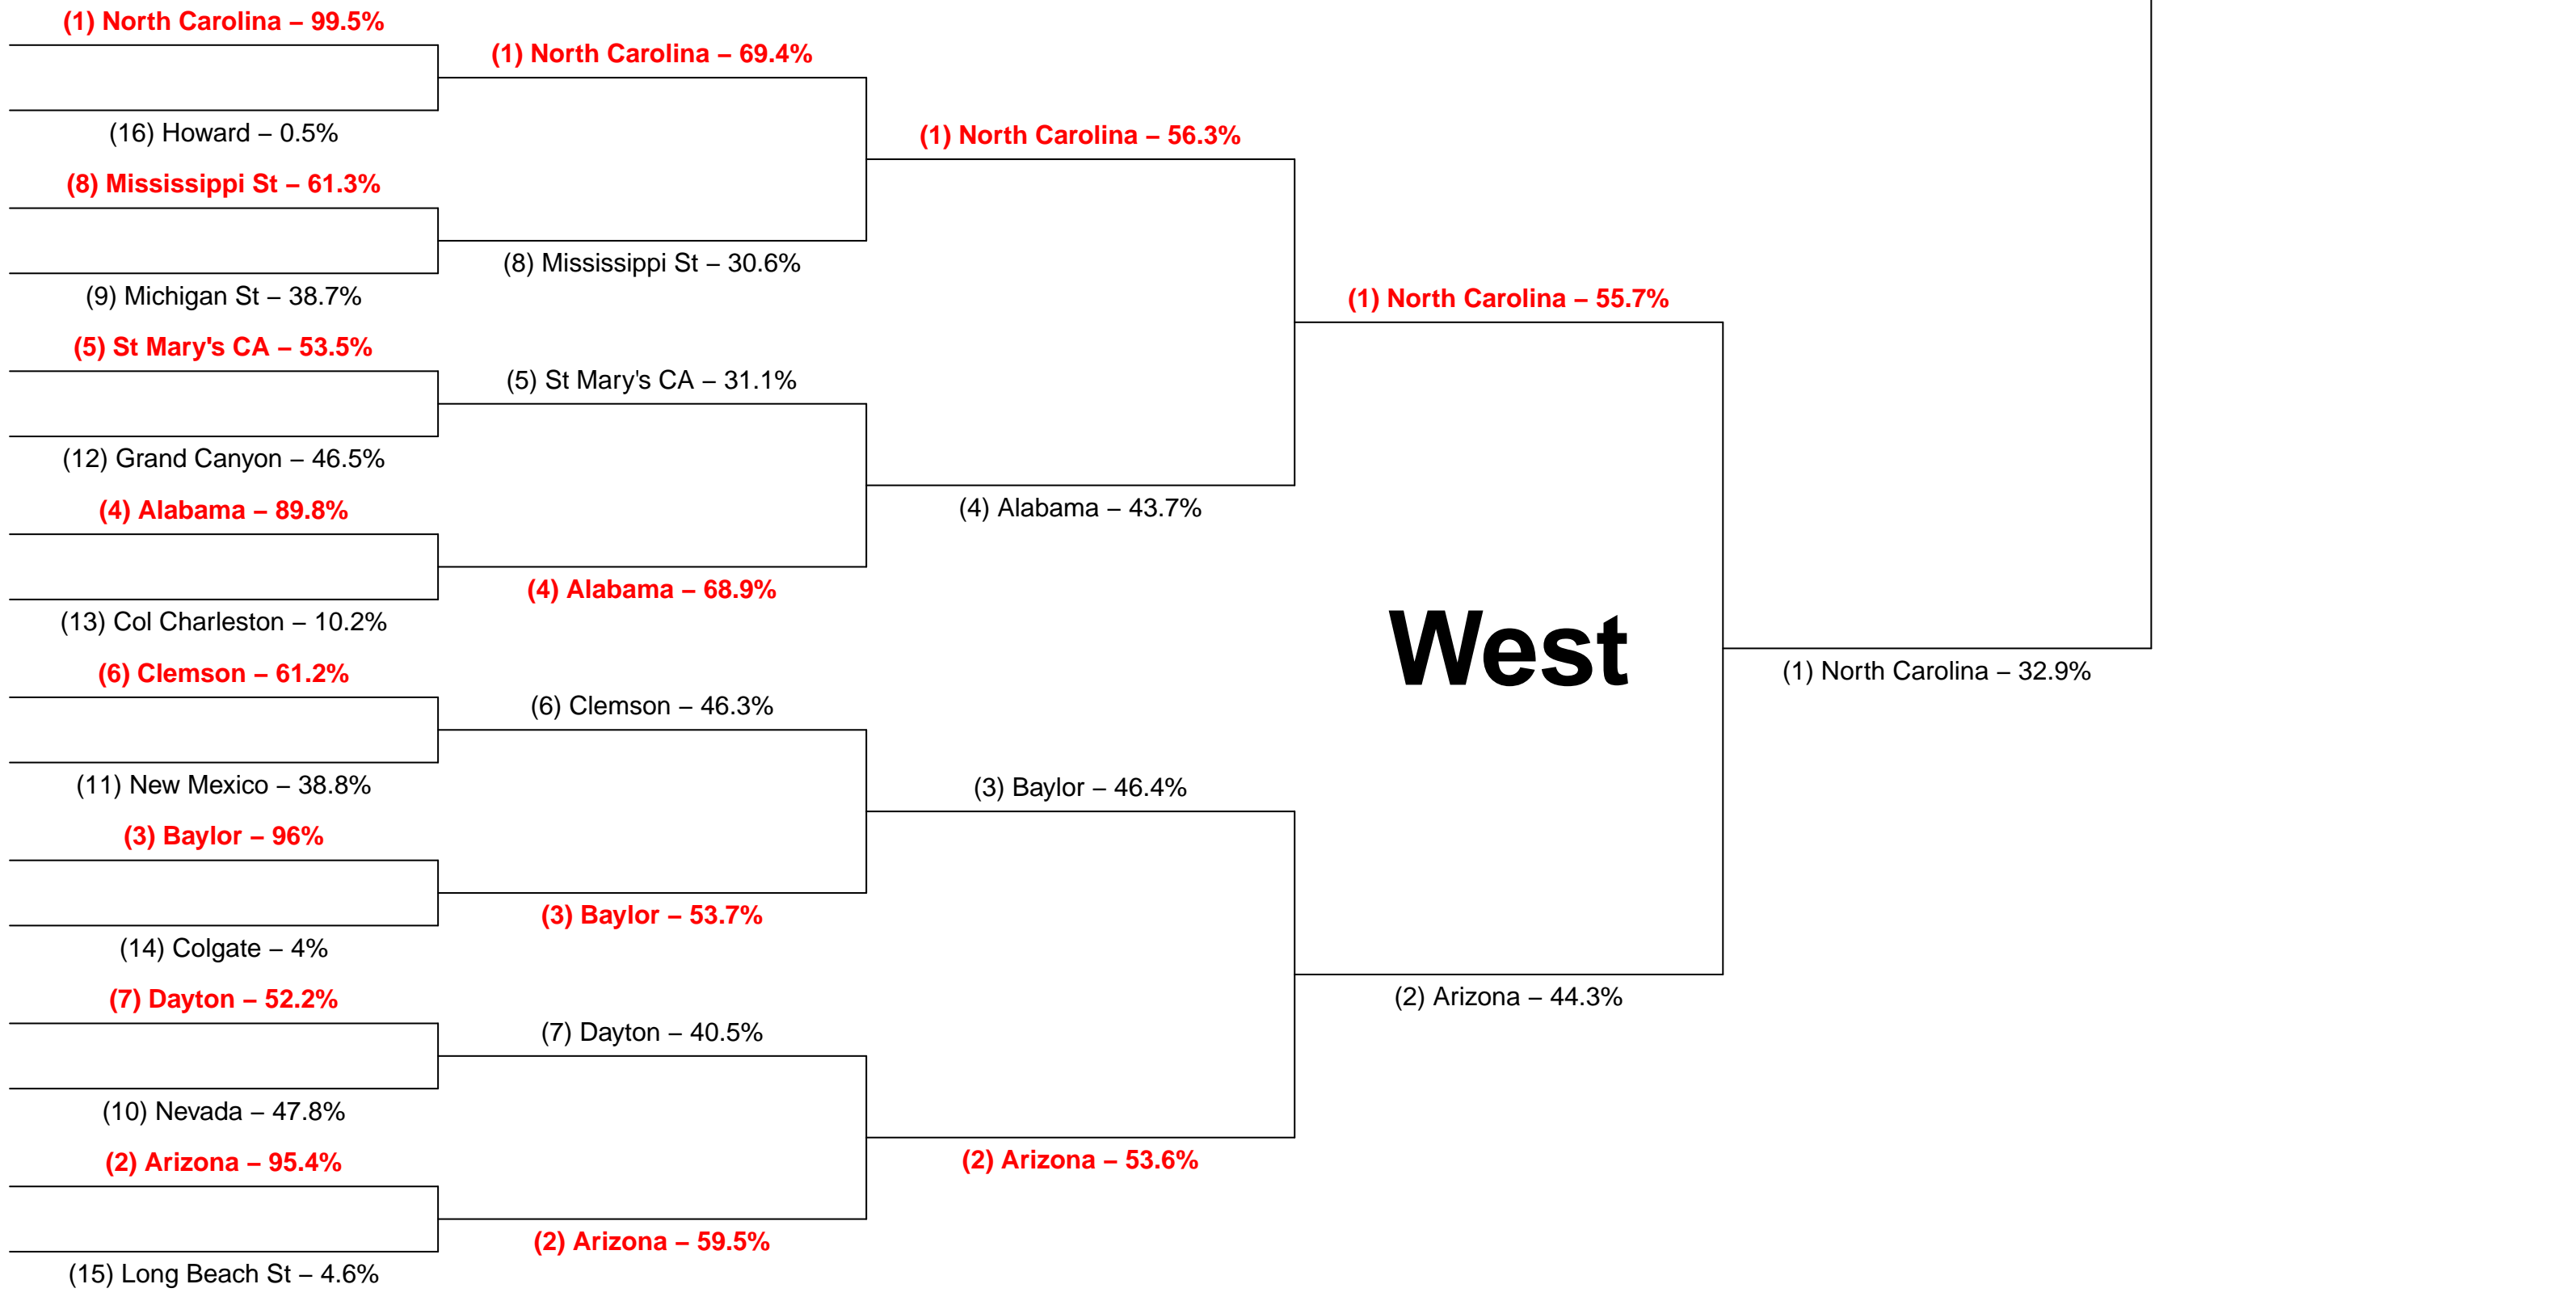 (1) North Carolina – 99.5%
(16) Howard – 0.5%
(8) Mississippi St – 61.3%
(9) Michigan St – 38.7%
(5) St Mary's CA – 53.5%
(12) Grand Canyon – 46.5%
(4) Alabama – 89.8%
(13) Col Charleston – 10.2%
(6) Clemson – 61.2%
(11) New Mexico – 38.8%
(3) Baylor – 96%
(14) Colgate – 4%
(7) Dayton – 52.2%
(10) Nevada – 47.8%
(2) Arizona – 95.4%
(15) Long Beach St – 4.6%
(1) North Carolina – 69.4%
(8) Mississippi St – 30.6%
(5) St Mary's CA – 31.1%
(4) Alabama – 68.9%
(6) Clemson – 46.3%
(3) Baylor – 53.7%
(7) Dayton – 40.5%
(2) Arizona – 59.5%
(1) North Carolina – 56.3%
(4) Alabama – 43.7%
(3) Baylor – 46.4%
(2) Arizona – 53.6%
(1) North Carolina – 55.7%
West
(2) Arizona – 44.3%
(1) North Carolina – 32.9%